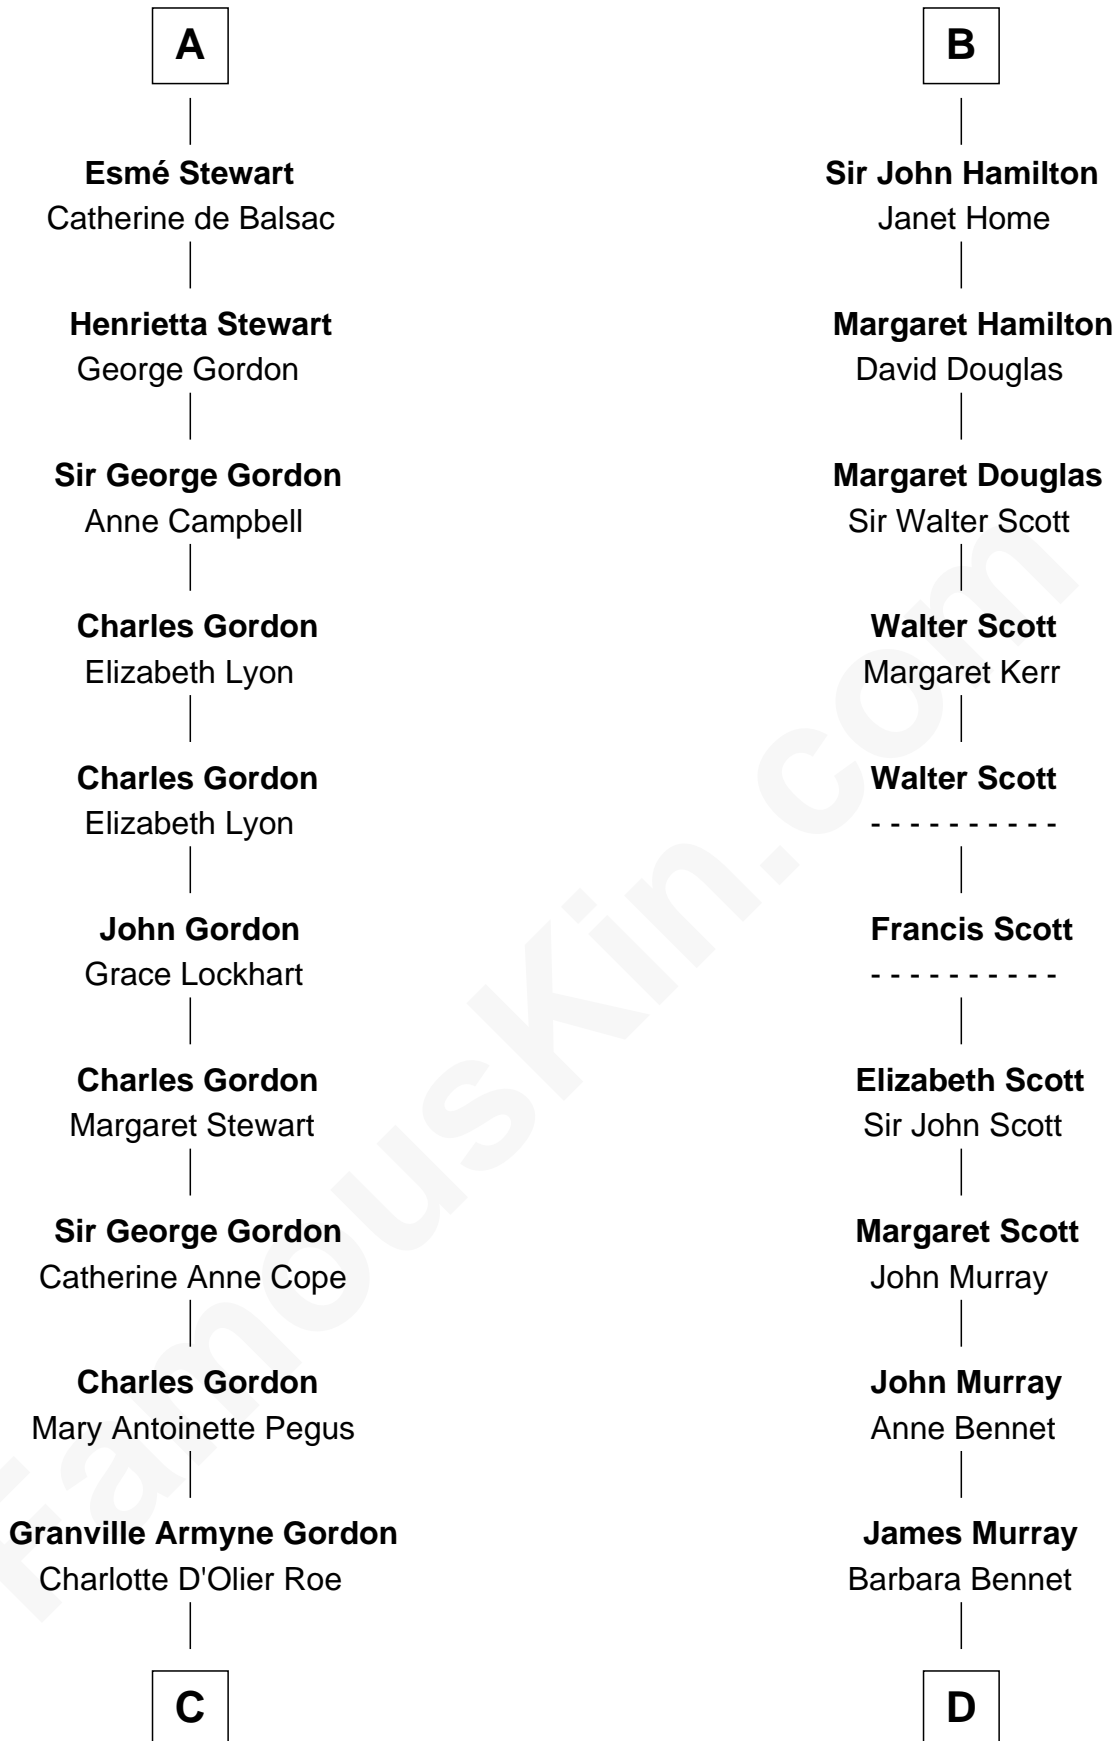 A
Esmé Stewart
Catherine de Balsac
Henrietta Stewart
George Gordon
Sir George Gordon
Anne Campbell
Charles Gordon
Elizabeth Lyon
Charles Gordon
Elizabeth Lyon
John Gordon
Grace Lockhart
Charles Gordon
Margaret Stewart
Sir George Gordon
Catherine Anne Cope
Charles Gordon
Mary Antoinette Pegus
Granville Armyne Gordon
Charlotte D'Olier Roe
C
B
Sir John Hamilton
Janet Home
Margaret Hamilton
David Douglas
Margaret Douglas
Sir Walter Scott
Walter Scott
Margaret Kerr
Walter Scott
- - - - - - - - - -
Francis Scott
- - - - - - - - - -
Elizabeth Scott
Sir John Scott
Margaret Scott
John Murray
John Murray
Anne Bennet
James Murray
Barbara Bennet
D
FamousKin.com